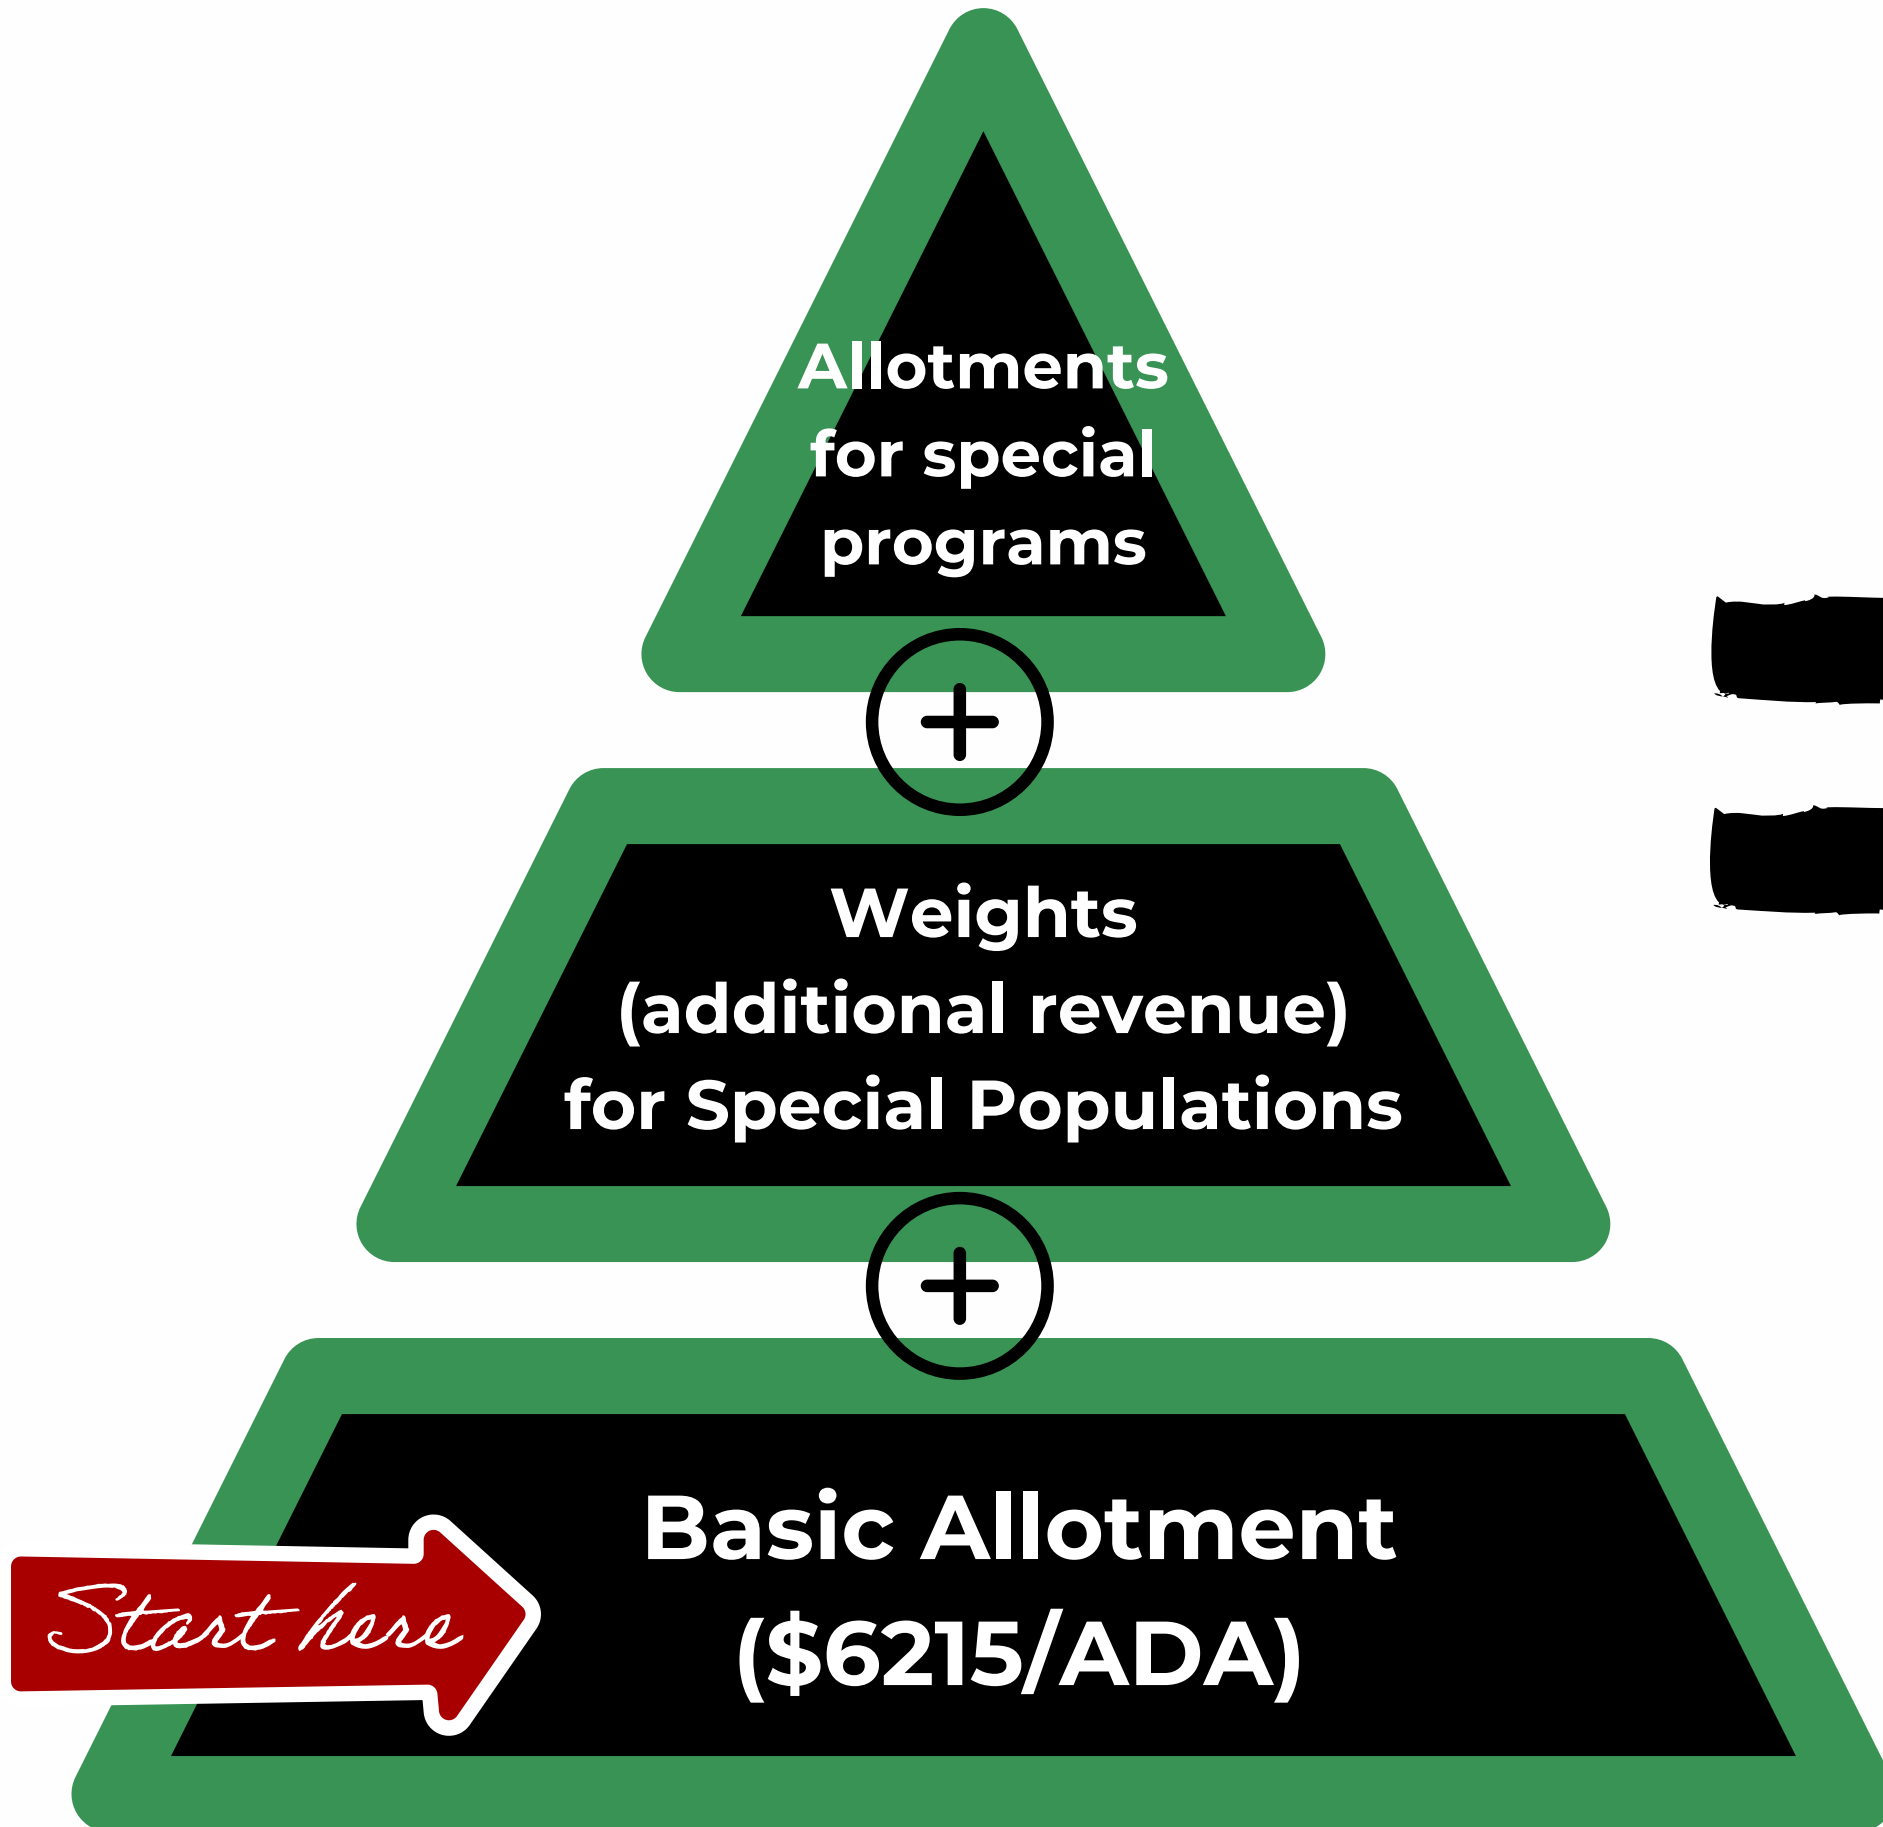 Allotments
for special
programs
+
Weights
(additional revenue)
for Special Populations
+
Basic Allotment
($6215/ADA)
Start here